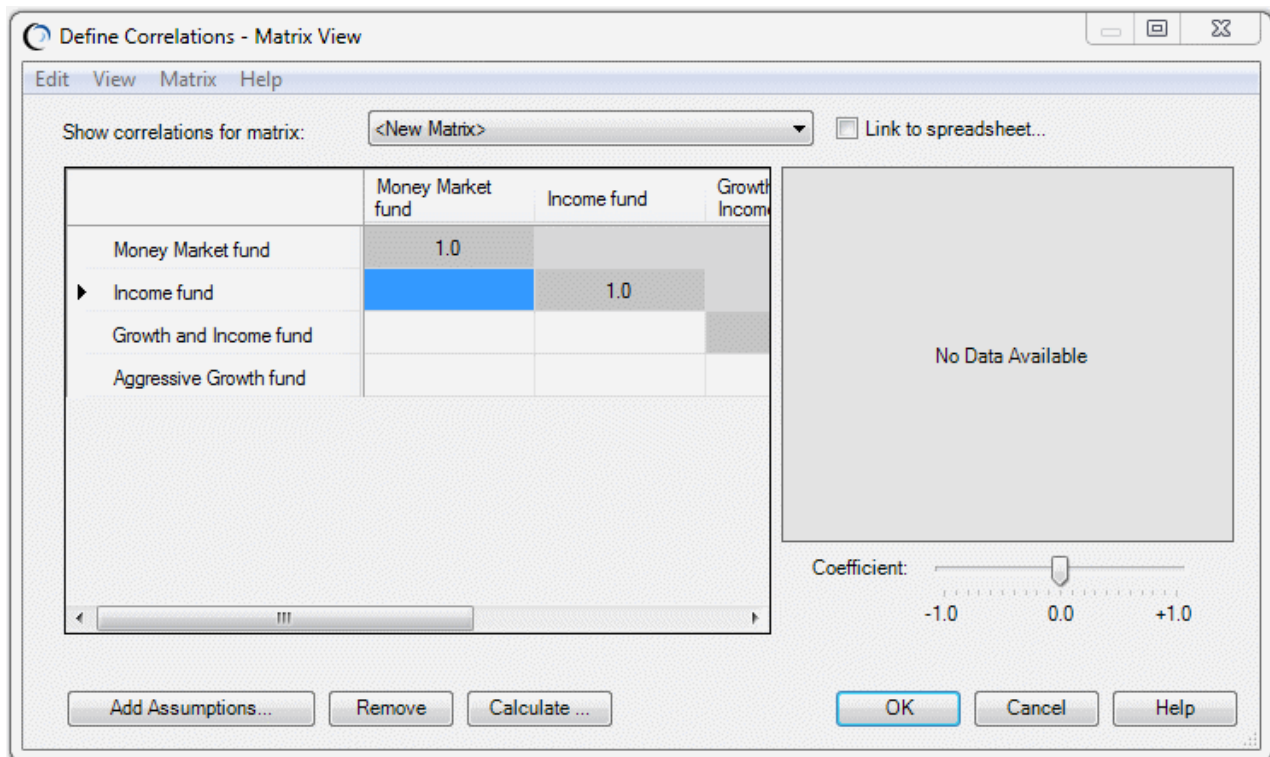 Define Correlations - Matrix View
Edit View Matrix Help
Show correlations for matrix: <New Matrix> Link to spreadsheet...
Money Market fund Income fund Growth Income
Money Market fund 1.0
Income fund 1.0
Growth and Income fund
Aggressive Growth fund
No Data Available
Coefficient:
-1.0 0.0 +1.0
Add Assumptions... Remove Calculate ... OK Cancel Help